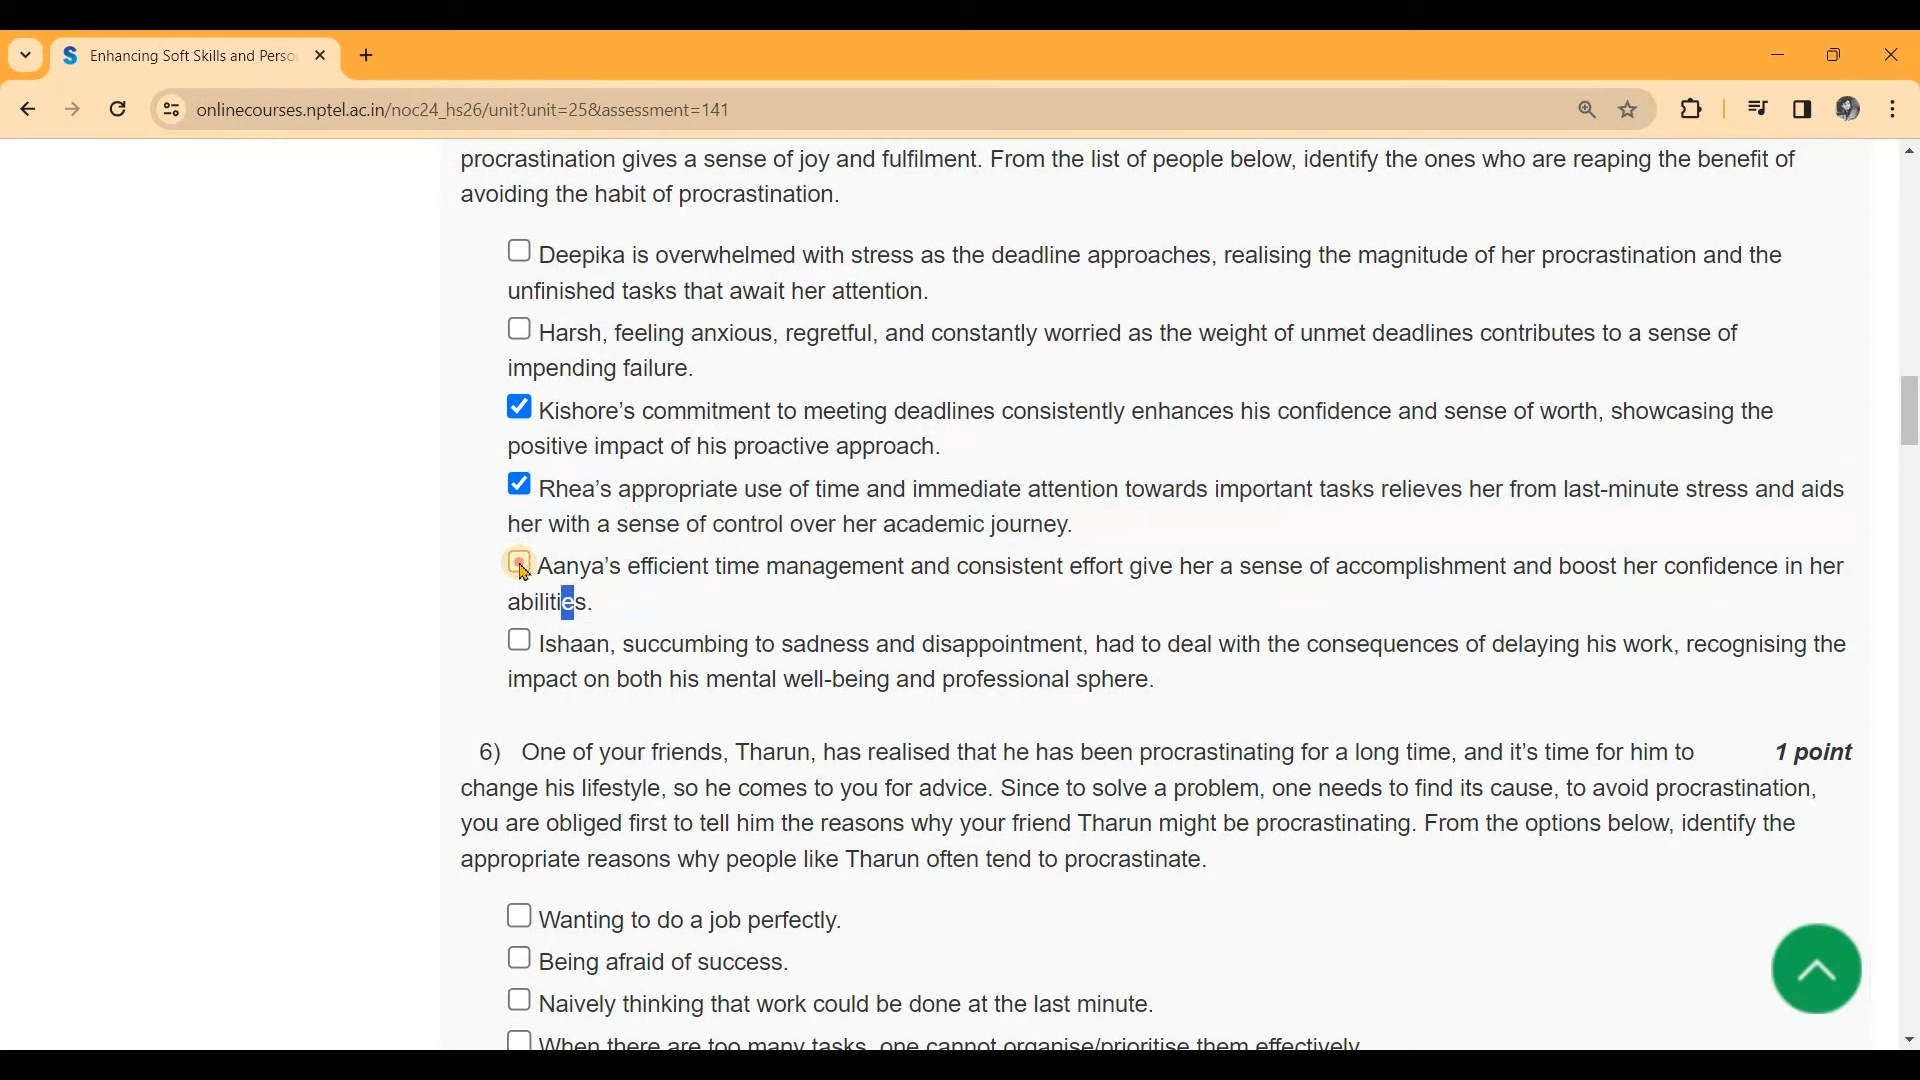 Enhancing Soft Skills and Perso
onlinecourses.nptel.ac.in/noc24_hs26/unit?unit=25&assessment=141
procrastination gives a sense of joy and fulfilment. From the list of people below, identify the ones who are reaping the benefit of
avoiding the habit of procrastination.
Deepika is overwhelmed with stress as the deadline approaches, realising the magnitude of her procrastination and the
unfinished tasks that await her attention.
Harsh, feeling anxious, regretful, and constantly worried as the weight of unmet deadlines contributes to a sense of
impending failure.
Kishore’s commitment to meeting deadlines consistently enhances his confidence and sense of worth, showcasing the
positive impact of his proactive approach.
Rhea’s appropriate use of time and immediate attention towards important tasks relieves her from last-minute stress and aids
her with a sense of control over her academic journey.
Aanya’s efficient time management and consistent effort give her a sense of accomplishment and boost her confidence in her
abilities.
Ishaan, succumbing to sadness and disappointment, had to deal with the consequences of delaying his work, recognising the
impact on both his mental well-being and professional sphere.
6) One of your friends, Tharun, has realised that he has been procrastinating for a long time, and it’s time for him to 1 point
change his lifestyle, so he comes to you for advice. Since to solve a problem, one needs to find its cause, to avoid procrastination,
you are obliged first to tell him the reasons why your friend Tharun might be procrastinating. From the options below, identify the
appropriate reasons why people like Tharun often tend to procrastinate.
Wanting to do a job perfectly.
Being afraid of success.
Naively thinking that work could be done at the last minute.
When there are too many tasks, one cannot organise/prioritise them effectively.